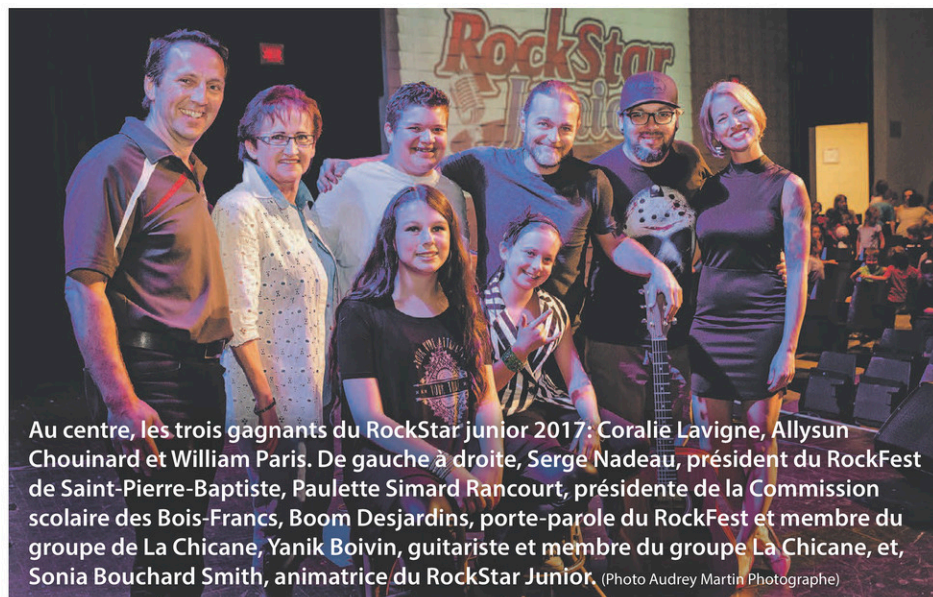 RockStar
Junior
Au centre, les trois gagnants du RockStar junior 2017: Coralie Lavigne, Allysun
Chouinard et William Paris. De gauche à droite, Serge Nadeau, président du RockFest
de Saint-Pierre-Baptiste, Paulette Simard Rancourt, présidente de la Commission
scolaire des Bois-Francs, Boom Desjardins, porte-parole du RockFest et membre du
groupe de La Chicane, Yanik Boivin, guitariste et membre du groupe La Chicane, et,
Sonia Bouchard Smith, animatrice du RockStar Junior. (Photo Audrey Martin Photographe)